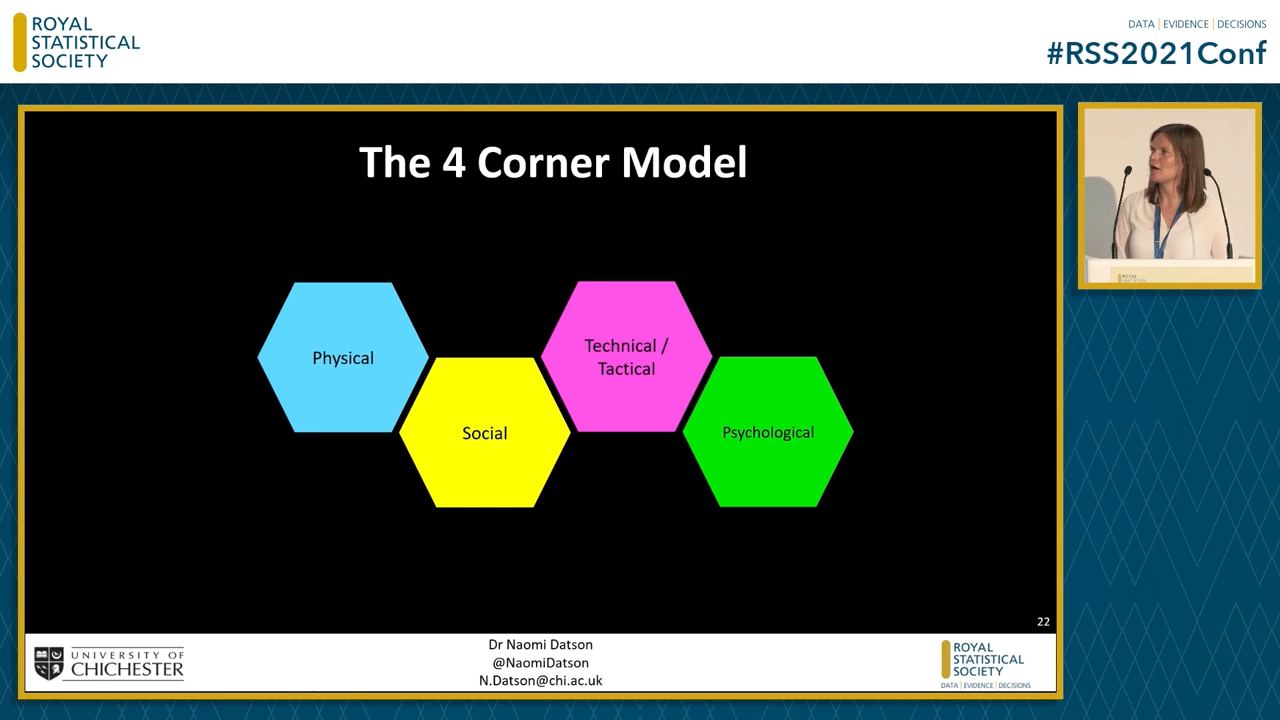 ROYAL
STATISTICAL
SOCIETY
DATA | EVIDENCE | DECISIONS
#RSS2021Conf
The 4 Corner Model
Physical
Social
Technical /
Tactical
Psychological
22
UNIVERSITY OF
CHICHESTER
Dr Naomi Datson
@NaomiDatson
N.Datson@chi.ac.uk
ROYAL
STATISTICAL
SOCIETY
DATA | EVIDENCE | DECISIONS
ROYAL